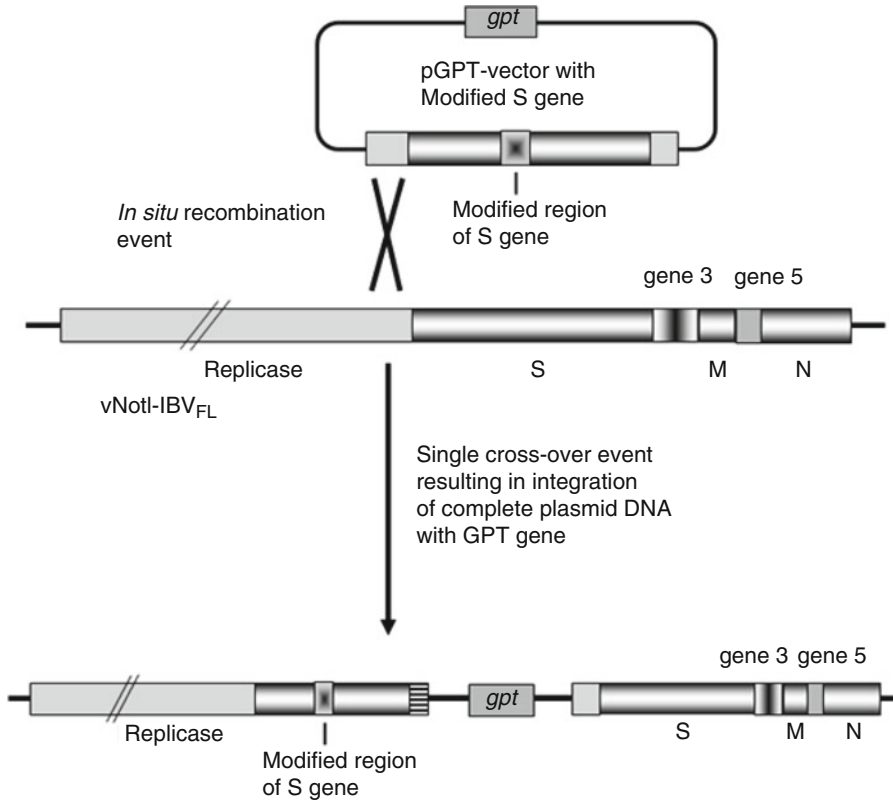 gpt
pGPT-vector with
Modified S gene
In situ recombination
event
Modified region
of S gene
gene 3 gene 5
Replicase S M N
vNotI-IBVFL
Single cross-over event
resulting in integration
of complete plasmid DNA
with GPT gene
gene 3 gene 5
gpt
Replicase S M N
Modified region
of S gene